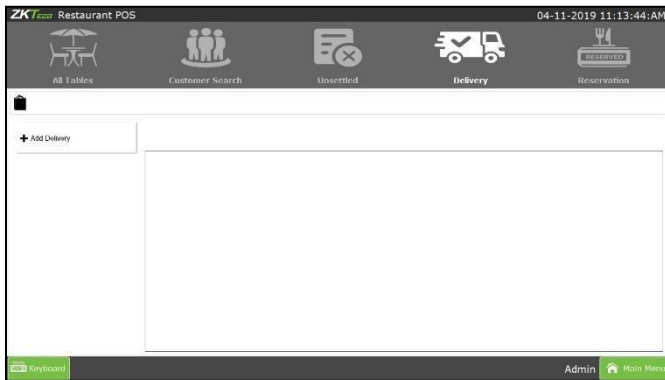 ZKTeco Restaurant POS
04-11-2019 11:13:44:AM
All Tables
Customer Search
Unsettled
Delivery
RESERVED
Reservation
+ Add Delivery
Keyboard
Admin
Main Menu